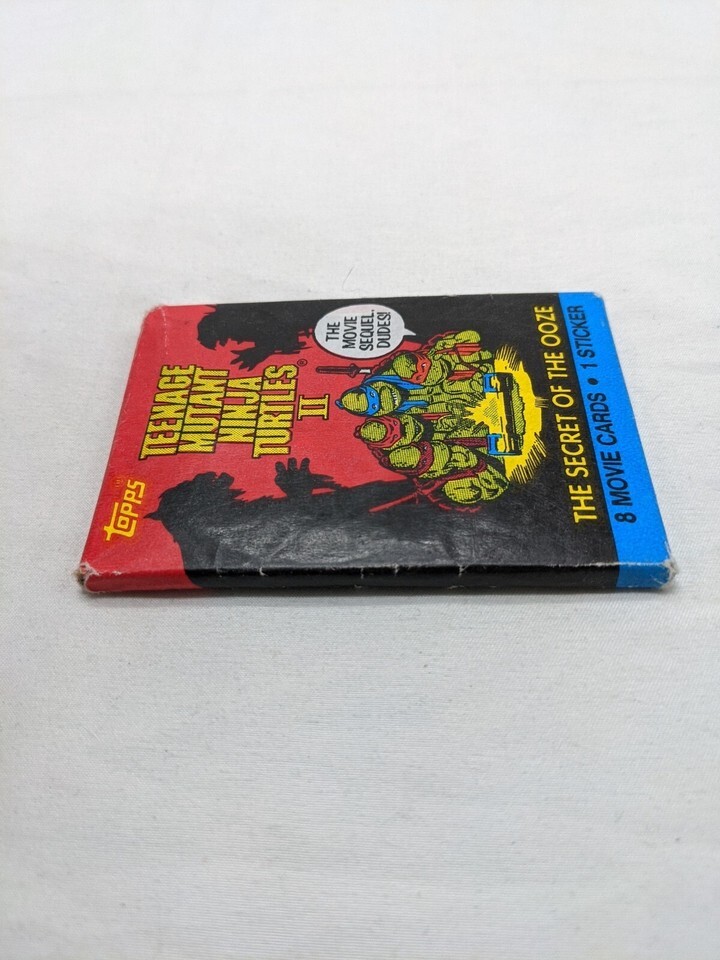 TOPPS™
TEENAGE
MUTANT
NINJA
TURTLES®
II
THE
MOVIE
SEQUEL,
DUDES!
THE SECRET OF THE OOZE
8 MOVIE CARDS • 1 STICKER